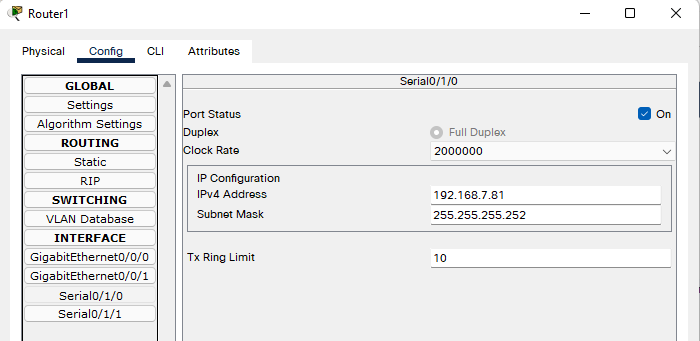 Router1
Physical Config CLI Attributes
GLOBAL
Settings
Algorithm Settings
ROUTING
Static
RIP
SWITCHING
VLAN Database
INTERFACE
GigabitEthernet0/0/0
GigabitEthernet0/0/1
Serial0/1/0
Serial0/1/1
Serial0/1/0
Port Status On
Duplex Full Duplex
Clock Rate 2000000
IP Configuration
IPv4 Address 192.168.7.81
Subnet Mask 255.255.255.252
Tx Ring Limit 10